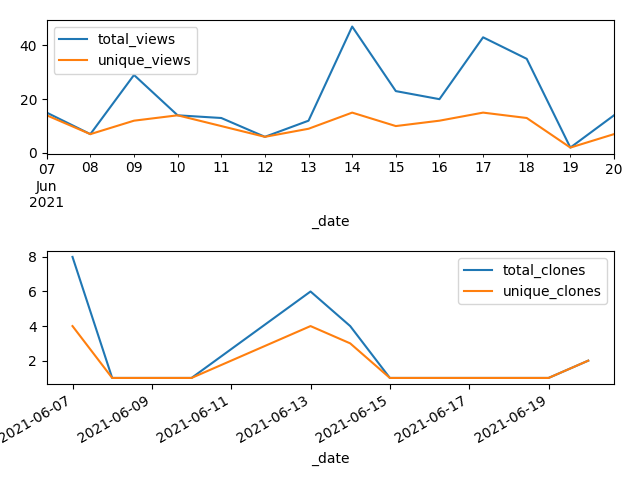 total_views
unique_views
40
20
0
07 08 09 10 11 12 13 14 15 16 17 18 19 20
Jun
2021
_date
total_clones
unique_clones
8
6
4
2
2021-06-07 2021-06-09 2021-06-11 2021-06-13 2021-06-15 2021-06-17 2021-06-19
_date